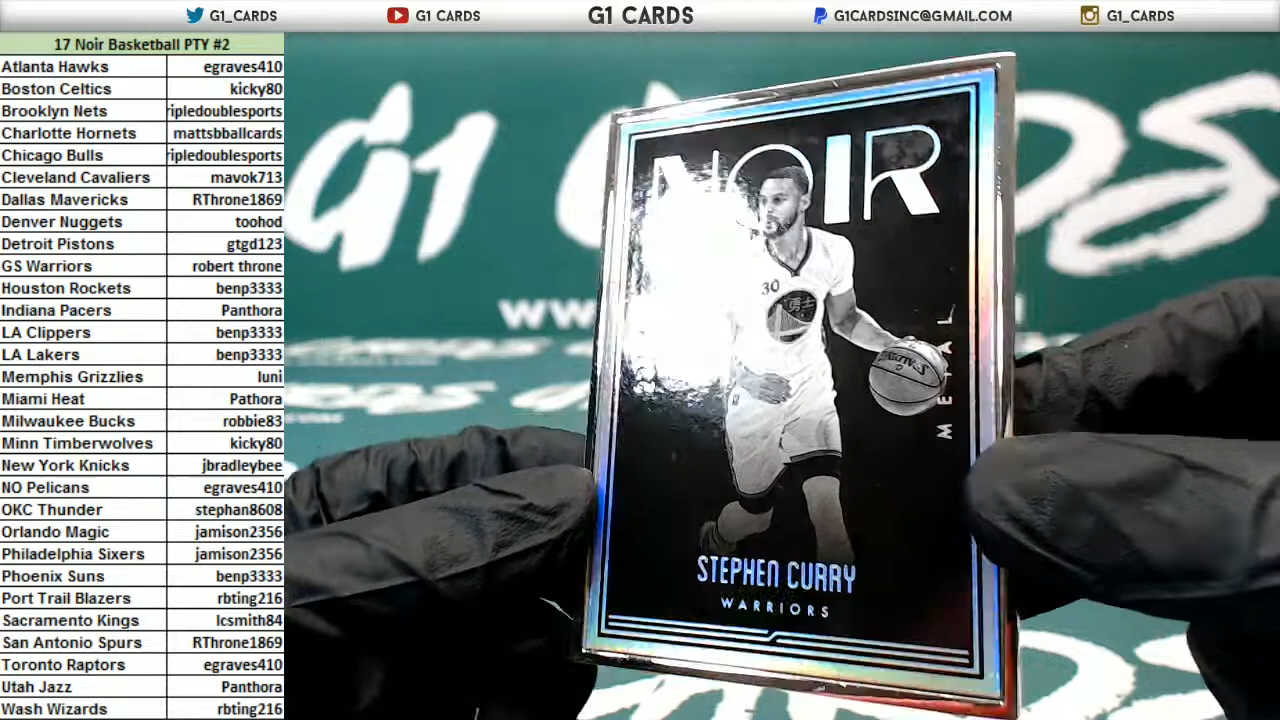 G1_CARDS
G1 CARDS
G1 CARDS
G1CARDSINC@GMAIL.COM
G1_CARDS
17 Noir Basketball PTY #2
Atlanta Hawks egraves410
Boston Celtics kicky80
Brooklyn Nets ripledoublesports
Charlotte Hornets mattsbballcards
Chicago Bulls ripledoublesports
Cleveland Cavaliers mavok713
Dallas Mavericks RThrone1869
Denver Nuggets toohod
Detroit Pistons gtgd123
GS Warriors robert throne
Houston Rockets benp3333
Indiana Pacers Panthora
LA Clippers benp3333
LA Lakers benp3333
Memphis Grizzlies luni
Miami Heat Pathora
Milwaukee Bucks robbie83
Minn Timberwolves kicky80
New York Knicks jbradleybee
NO Pelicans egraves410
OKC Thunder stephan8608
Orlando Magic jamison2356
Philadelphia Sixers jamison2356
Phoenix Suns benp3333
Port Trail Blazers rbting216
Sacramento Kings lcsmith84
San Antonio Spurs RThrone1869
Toronto Raptors egraves410
Utah Jazz Panthora
Wash Wizards rbting216
G1
www
NOIR
30
勇士
SPALDING
METAL
STEPHEN CURRY
WARRIORS